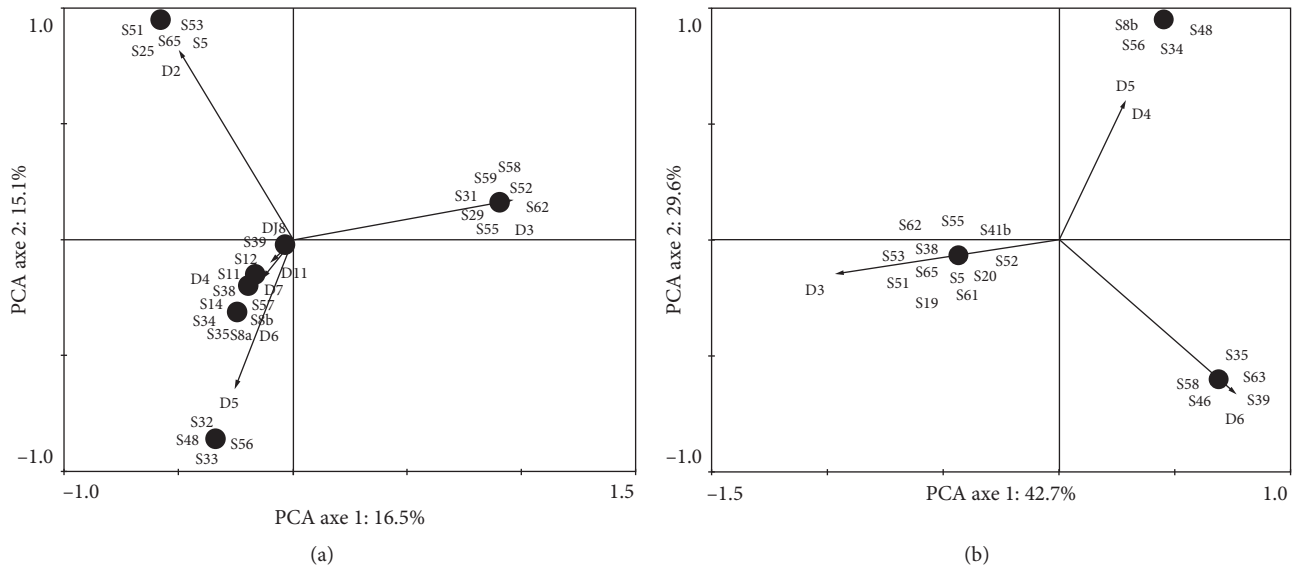 1.0
S51 S53
S65 S5
S25
D2
S58
S59
S31 S52
S62
S29
S55 D3
DJ8
S39
S12
S11 D11
D4
S38 D7
S14 S57
S34 S8b
S35S8a D6
D5
S32
S48 S56
S33
–1.0
–1.0 1.5
PCA axe 2: 15.1%
PCA axe 1: 16.5%
(a)
1.0
S8b S48
S56 S34
D5
D4
S62 S55
S41b
S53 S38
S52
S65 S5 S20
S51
S61
S19
D3
S35
S58 S63
S46 S39
D6
–1.0
–1.5 1.0
PCA axe 2: 29.6%
PCA axe 1: 42.7%
(b)